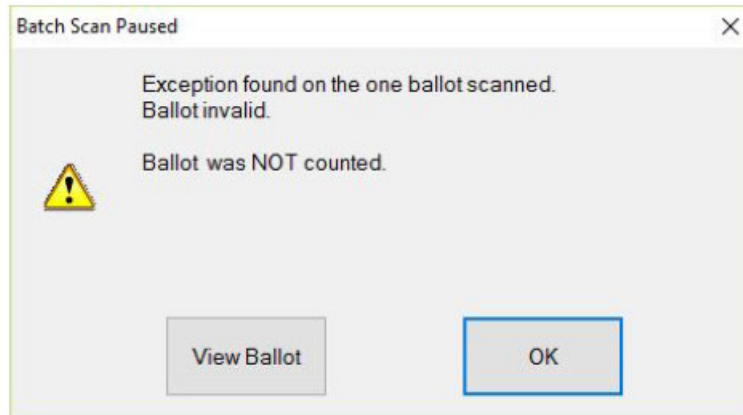 Batch Scan Paused
Exception found on the one ballot scanned.
Ballot invalid.
Ballot was NOT counted.
View Ballot
OK